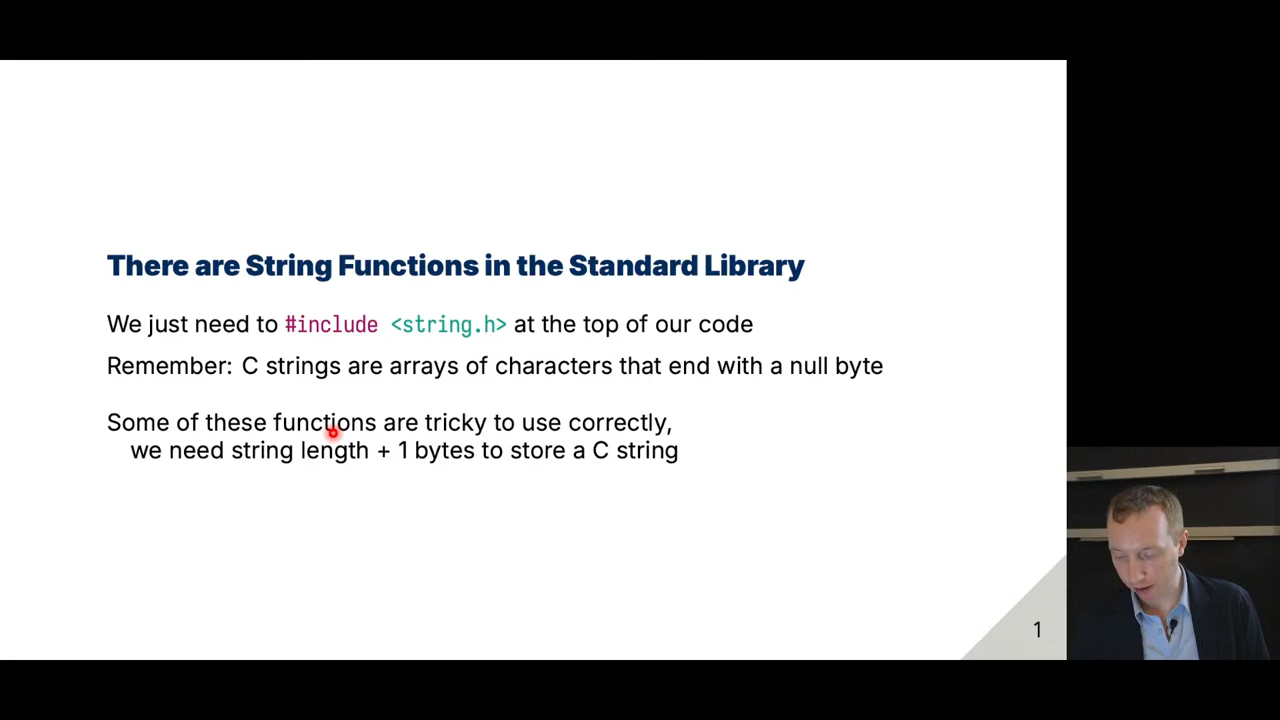 There are String Functions in the Standard Library
We just need to #include <string.h> at the top of our code
Remember: C strings are arrays of characters that end with a null byte
Some of these functions are tricky to use correctly,
we need string length + 1 bytes to store a C string
1